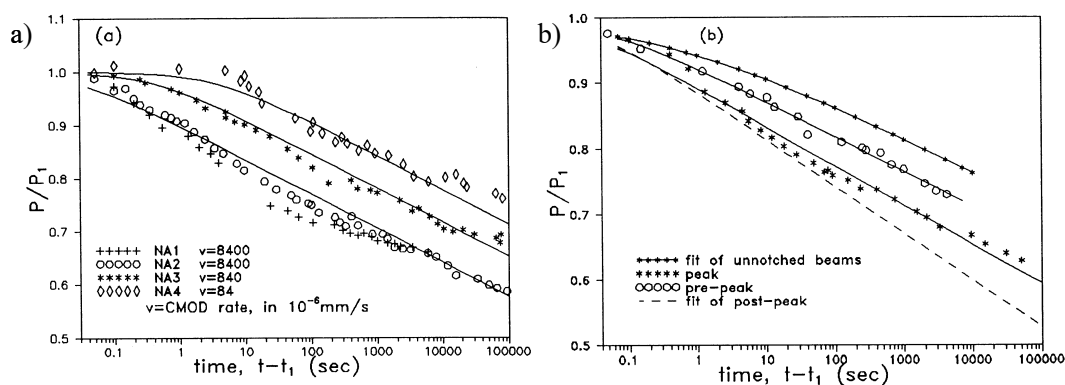 a)
(a)
P/P1
1.1
1.0
0.9
0.8
0.7
0.6
0.5
+++++ NA1 v=8400
○○○○○ NA2 v=8400
***** NA3 v=840
◇◇◇◇◇ NA4 v=84
v=CMOD rate, in 10⁻⁶mm/s
0.1 1 10 100 1000 10000 100000
time, t−t₁ (sec)
b)
(b)
P/P1
1.0
0.9
0.8
0.7
0.6
0.5
fit of unnotched beams
***** peak
○○○○○ pre−peak
– – – fit of post−peak
0.1 1 10 100 1000 10000 100000
time, t−t₁ (sec)